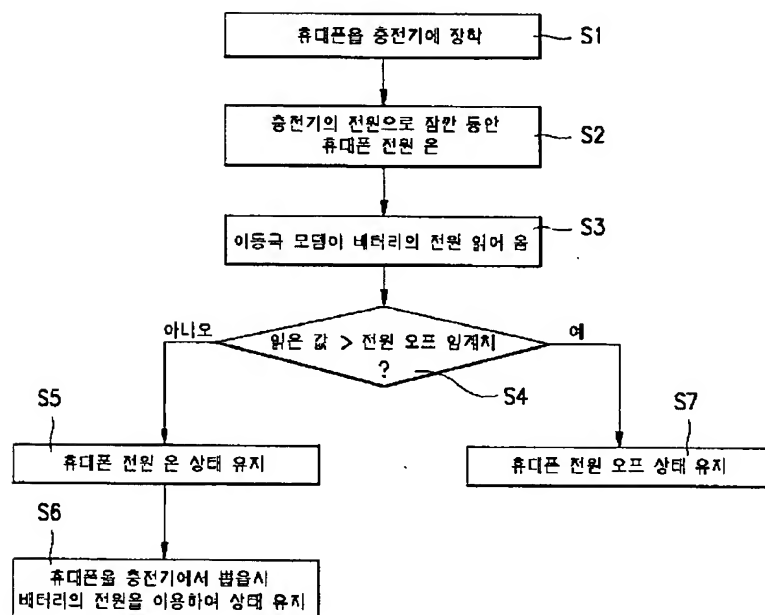 휴대폰을 충전기에 장착
S1
충전기의 전원으로 잠깐 동안
휴대폰 전원 온
S2
이동국 모뎀이 배터리의 전원 읽어 옴
S3
읽은 값 > 전원 오프 임계치
?
S4
아니오
예
S5
휴대폰 전원 온 상태 유지
S7
휴대폰 전원 오프 상태 유지
S6
휴대폰을 충전기에서 뽑을시
배터리의 전원을 이용하여 상태 유지